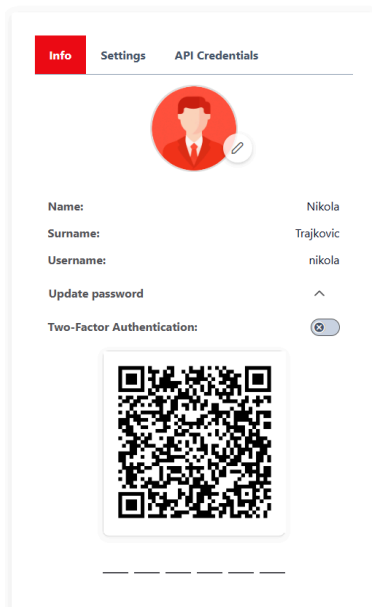 Info Settings API Credentials
Name: Nikola
Surname: Trajkovic
Username: nikola
Update password
Two-Factor Authentication: